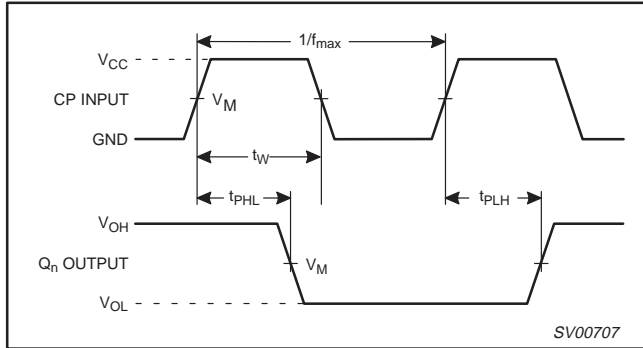 1/fmax
VCC
CP INPUT
VM
GND
tW
tPHL
tPLH
VOH
Qn OUTPUT
VM
VOL
SV00707